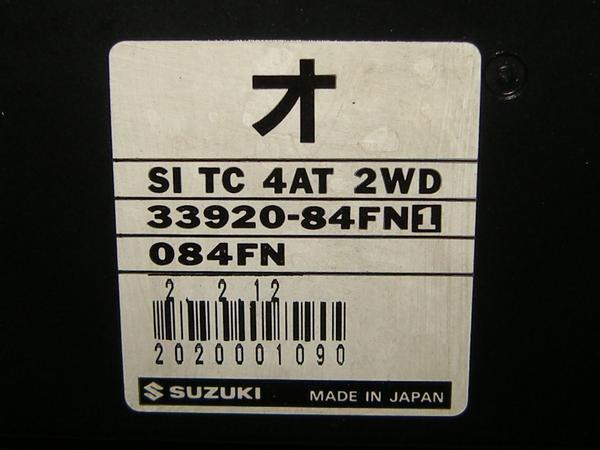 オ
SI TC 4AT 2WD
33920-84FN1
084FN
2. 2.12
2020001090
SUZUKI MADE IN JAPAN